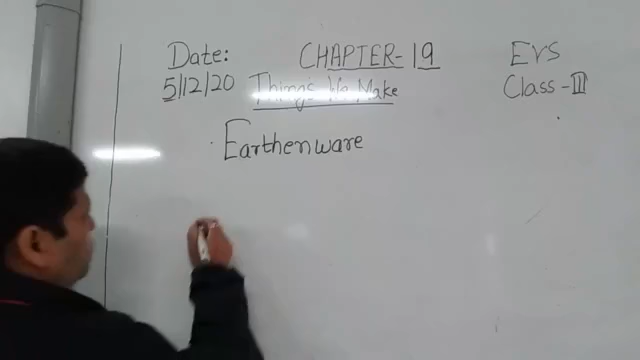 Date: CHAPTER-19 EVS
5/12/20 Things We Make Class-III
Earthenware